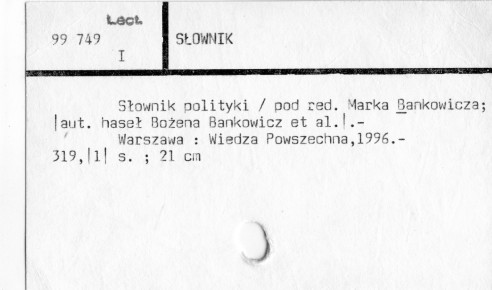 Lect.
99 749
I
SŁOWNIK
Słownik polityki / pod red. Marka Bankowicza;
|aut. haseł Bożena Bankowicz et al.|.-
Warszawa : Wiedza Powszechna,1996.-
319,|1| s. ; 21 cm